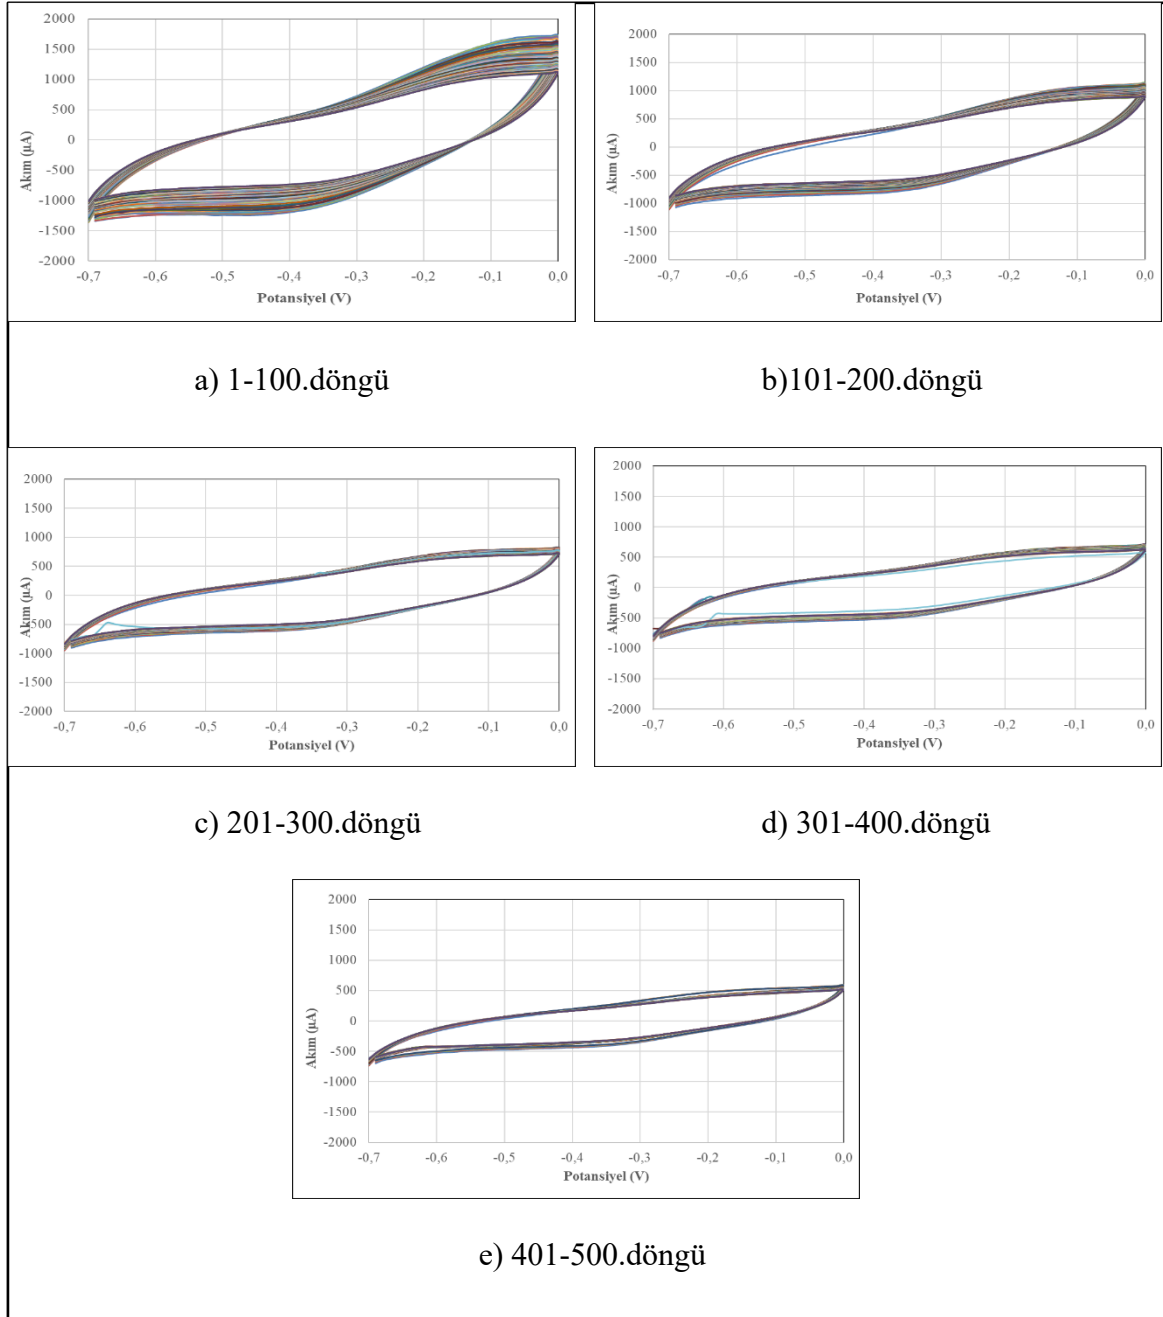 2000
1500
1000
500
0
-500
-1000
-1500
-2000
Akım (µA)
-0,7 -0,6 -0,5 -0,4 -0,3 -0,2 -0,1 0,0
Potansiyel (V)
a) 1-100.döngü
2000
1500
1000
500
0
-500
-1000
-1500
-2000
Akım (µA)
-0,7 -0,6 -0,5 -0,4 -0,3 -0,2 -0,1 0,0
Potansiyel (V)
b)101-200.döngü
2000
1500
1000
500
0
-500
-1000
-1500
-2000
Akım (µA)
-0,7 -0,6 -0,5 -0,4 -0,3 -0,2 -0,1 0,0
Potansiyel (V)
c) 201-300.döngü
2000
1500
1000
500
0
-500
-1000
-1500
-2000
Akım (µA)
-0,7 -0,6 -0,5 -0,4 -0,3 -0,2 -0,1 0,0
Potansiyel (V)
d) 301-400.döngü
2000
1500
1000
500
0
-500
-1000
-1500
-2000
Akım (µA)
-0,7 -0,6 -0,5 -0,4 -0,3 -0,2 -0,1 0,0
Potansiyel (V)
e) 401-500.döngü